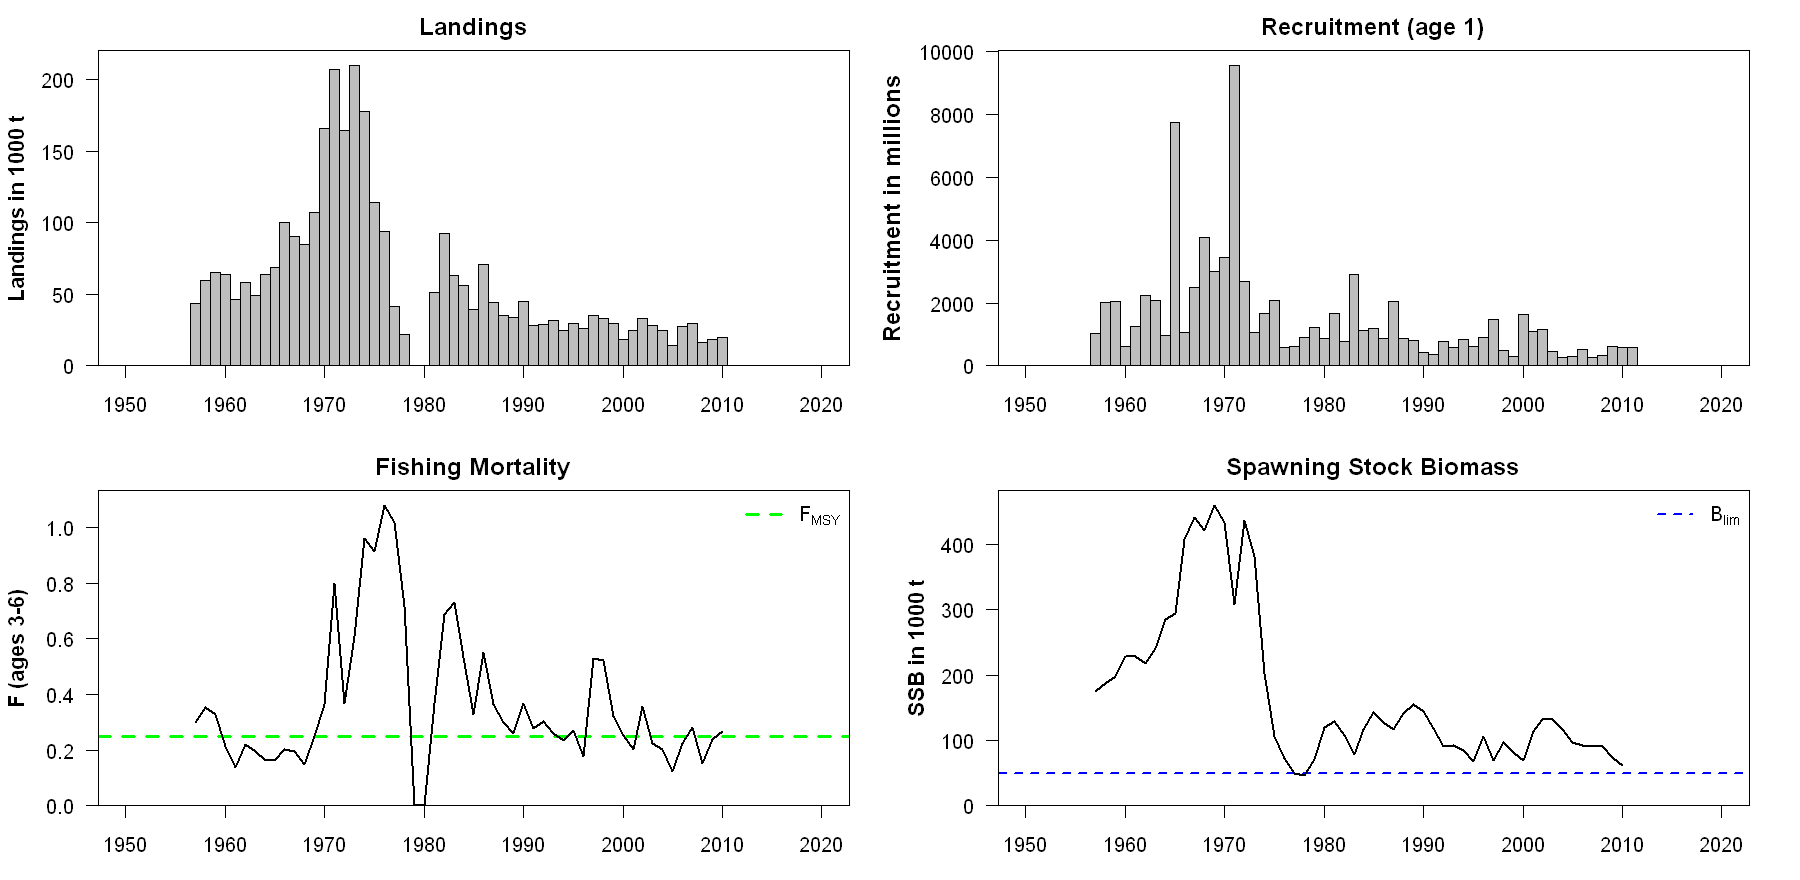 Landings
Landings in 1000 t
200
150
100
50
0
1950 1960 1970 1980 1990 2000 2010 2020
Recruitment (age 1)
Recruitment in millions
10000
8000
6000
4000
2000
0
1950 1960 1970 1980 1990 2000 2010 2020
Fishing Mortality
F (ages 3-6)
FMSY
1.0
0.8
0.6
0.4
0.2
0.0
1950 1960 1970 1980 1990 2000 2010 2020
Spawning Stock Biomass
SSB in 1000 t
Blim
400
300
200
100
0
1950 1960 1970 1980 1990 2000 2010 2020